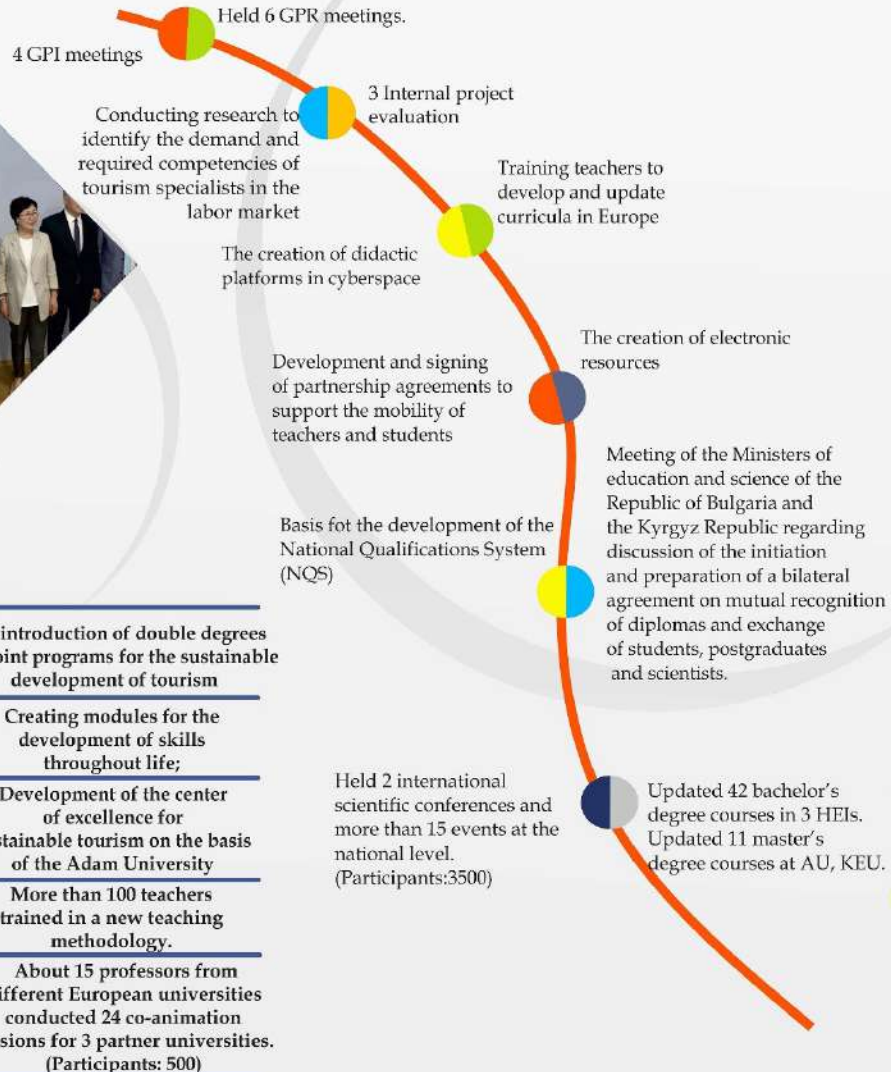 Held 6 GPR meetings.
4 GPI meetings
3 Internal project
evaluation
Conducting research to
identify the demand and
required competencies of
tourism specialists in the
labor market
Training teachers to
develop and update
curricula in Europe
The creation of didactic
platforms in cyberspace
The creation of electronic
resources
Development and signing
of partnership agreements to
support the mobility of
teachers and students
Meeting of the Ministers of
education and science of the
Republic of Bulgaria and
the Kyrgyz Republic regarding
discussion of the initiation
and preparation of a bilateral
agreement on mutual recognition
of diplomas and exchange
of students, postgraduates
and scientists.
Basis fot the development of the
National Qualifications System
(NQS)
introduction of double degrees
programs for the sustainable
development of tourism
Creating modules for the
development of skills
throughout life;
Development of the center
of excellence for
tourism on the basis
of the Adam University
More than 100 teachers
trained in a new teaching
methodology.
About 15 professors from
European universities
conducted 24 co-animation
for 3 partner universities.
(Participants: 500)
Held 2 international
scientific conferences and
more than 15 events at the
national level.
(Participants:3500)
Updated 42 bachelor's
degree courses in 3 HEIs.
Updated 11 master's
degree courses at AU, KEU.